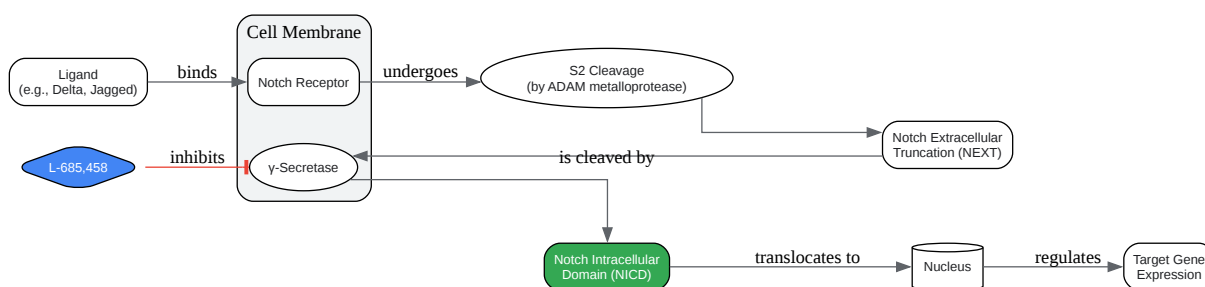 Cell Membrane
Ligand
(e.g., Delta, Jagged)
binds
Notch Receptor
undergoes
S2 Cleavage
(by ADAM metalloprotease)
L-685,458
inhibits
γ-Secretase
is cleaved by
Notch Extracellular
Truncation (NEXT)
Notch Intracellular
Domain (NICD)
translocates to
Nucleus
regulates
Target Gene
Expression